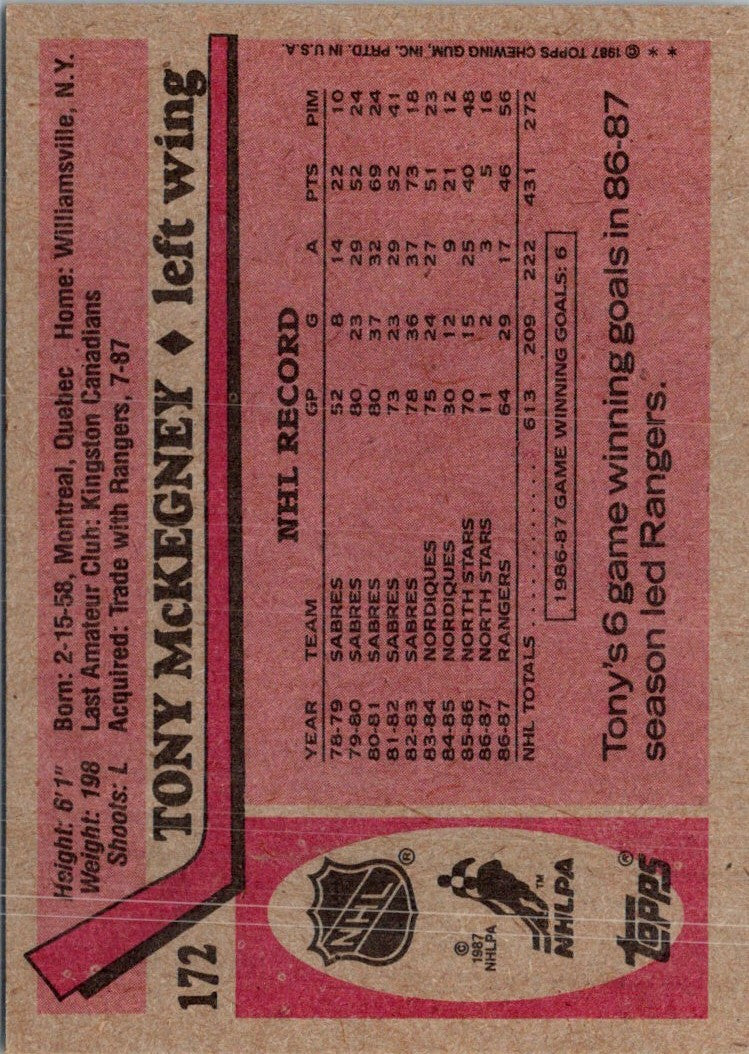 Height: 6'1" Born: 2-15-58, Montreal, Quebec Home: Williamsville, N.Y.
Weight: 198 Last Amateur Club: Kingston Canadians
Shoots: L Acquired: Trade with Rangers, 7-87
172 TONY McKEGNEY ♦ left wing
NHL RECORD
YEAR TEAM GP G A PTS PIM
78-79 SABRES 52 8 14 22 10
79-80 SABRES 80 23 29 52 24
80-81 SABRES 80 37 32 69 24
81-82 SABRES 73 23 29 52 41
82-83 SABRES 78 36 37 73 18
83-84 NORDIQUES 75 24 27 51 23
84-85 NORDIQUES 30 12 9 21 12
85-86 NORTH STARS 70 15 25 40 48
86-87 NORTH STARS 11 2 3 5 16
86-87 RANGERS 64 29 17 46 56
NHL TOTALS . . . . . . . . . . 613 209 222 431 272
1986-87 GAME WINNING GOALS: 6
Tony's 6 game winning goals in 86-87
season led Rangers.
NHL ®
© 1987 NHLPA
NHLPA ™
Topps ®
* * © 1987 TOPPS CHEWING GUM, INC. PRTD. IN U.S.A.